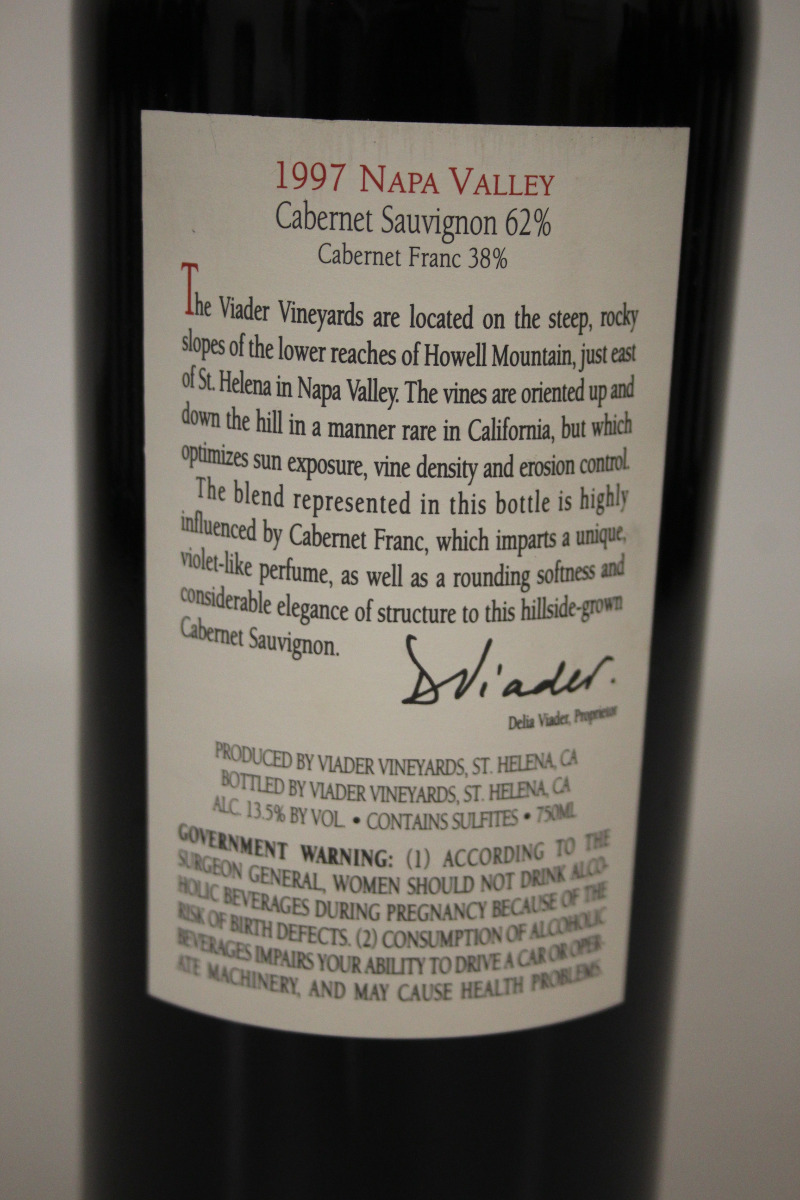 1997 NAPA VALLEY
Cabernet Sauvignon 62%
Cabernet Franc 38%
The Viader Vineyards are located on the steep, rocky
slopes of the lower reaches of Howell Mountain, just east
of St. Helena in Napa Valley. The vines are oriented up and
down the hill in a manner rare in California, but which
optimizes sun exposure, vine density and erosion control.
The blend represented in this bottle is highly
influenced by Cabernet Franc, which imparts a unique,
violet-like perfume, as well as a rounding softness and
considerable elegance of structure to this hillside-grown
Cabernet Sauvignon.
DViader.
Delia Viader, Proprietor
PRODUCED BY VIADER VINEYARDS, ST. HELENA, CA
BOTTLED BY VIADER VINEYARDS, ST. HELENA, CA
ALC. 13.5% BY VOL. • CONTAINS SULFITES • 750ML
GOVERNMENT WARNING: (1) ACCORDING TO THE
SURGEON GENERAL, WOMEN SHOULD NOT DRINK ALCO-
HOLIC BEVERAGES DURING PREGNANCY BECAUSE OF THE
RISK OF BIRTH DEFECTS. (2) CONSUMPTION OF ALCOHOLIC
BEVERAGES IMPAIRS YOUR ABILITY TO DRIVE A CAR OR OPER-
ATE MACHINERY, AND MAY CAUSE HEALTH PROBLEMS.